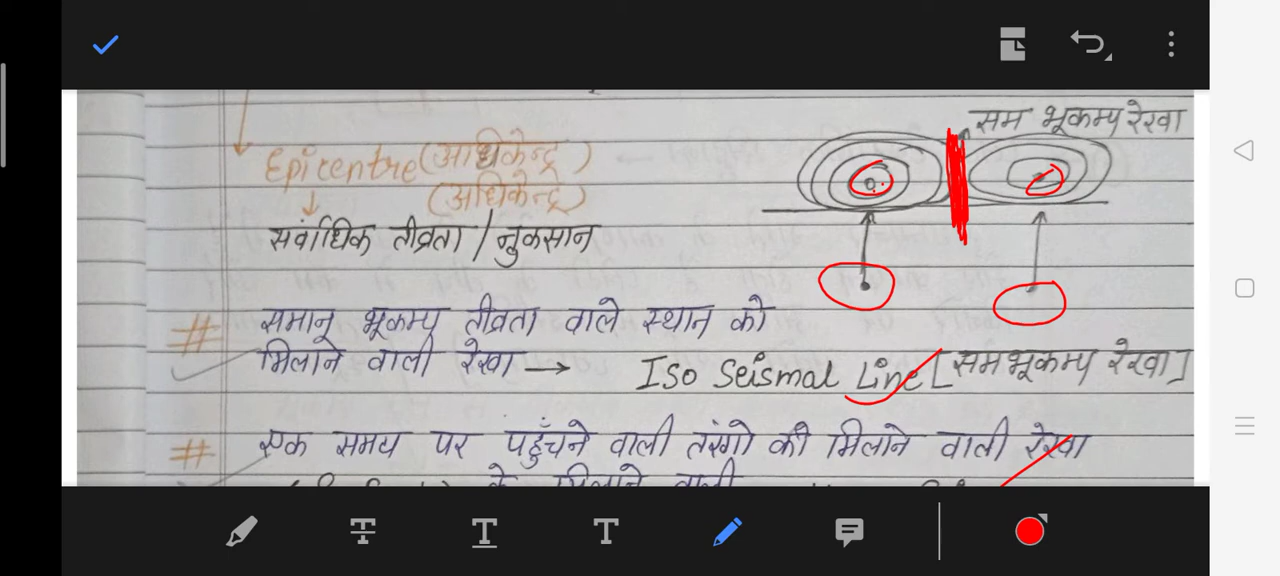 सम भूकम्प रेखा
Epicentre (आधिकेन्द्र)
(अधिकेन्द्र)
सर्वाधिक तीव्रता / नुकसान
# समान भूकम्प तीव्रता वाले स्थान को
मिलाने वाली रेखा → Iso Seismal Line [समभूकम्प रेखा]
# एक समय पर पहुँचने वाली तरंगो की मिलाने वाली रेखा
के मिलाने वाली
T
T
T